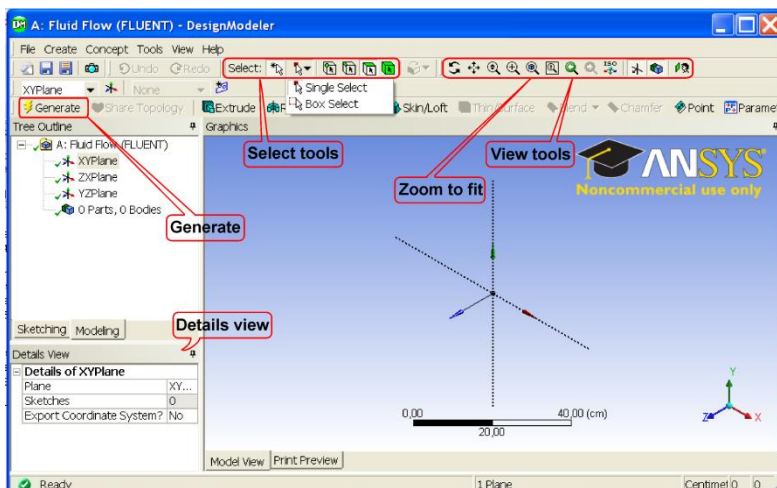 A: Fluid Flow (FLUENT) - DesignModeler
File Create Concept Tools View Help
Undo Redo Select: ISO
XYPlane None
Single Select
Box Select
Generate Share Topology Extrude Skin/Loft Thin/Surface Blend Chamfer Point
Tree Outline Graphics
A: Fluid Flow (FLUENT)
XYPlane
ZXPlane
YZPlane
0 Parts, 0 Bodies
Select tools
View tools
Zoom to fit
Generate
Details view
ANSYS
Noncommercial use only
Sketching Modeling
Details View
Details of XYPlane
Plane XY...
Sketches 0
Export Coordinate System? No
0,00 40,00 (cm)
20,00
Y
Z X
Model View Print Preview
Ready 1 Plane Centimet 0 0